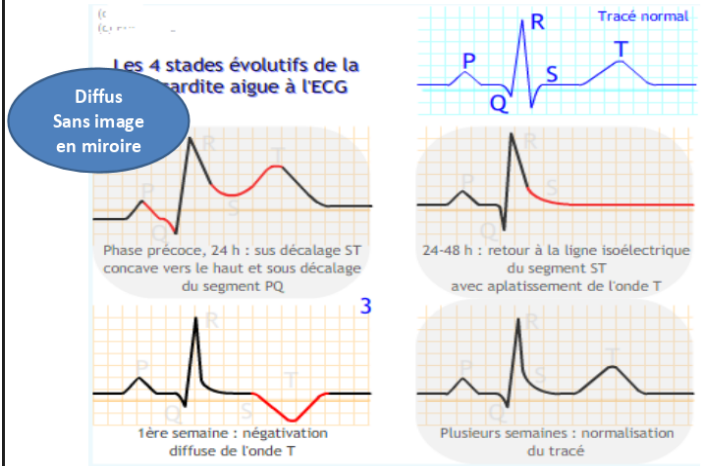 Les 4 stades évolutifs de la
aigue à l'ECG
Diffus
Sans image
en miroire
Tracé normal
P
Q
R
S
T
P
Q
R
S
T
Phase précoce, 24 h : sus décalage ST
concave vers le haut et sous décalage
du segment PQ
P
Q
R
S
24-48 h : retour à la ligne isoélectrique
du segment ST
avec aplatissement de l'onde T
3
P
Q
R
S
T
1ère semaine : négativation
diffuse de l'onde T
P
Q
R
S
T
Plusieurs semaines : normalisation
du tracé